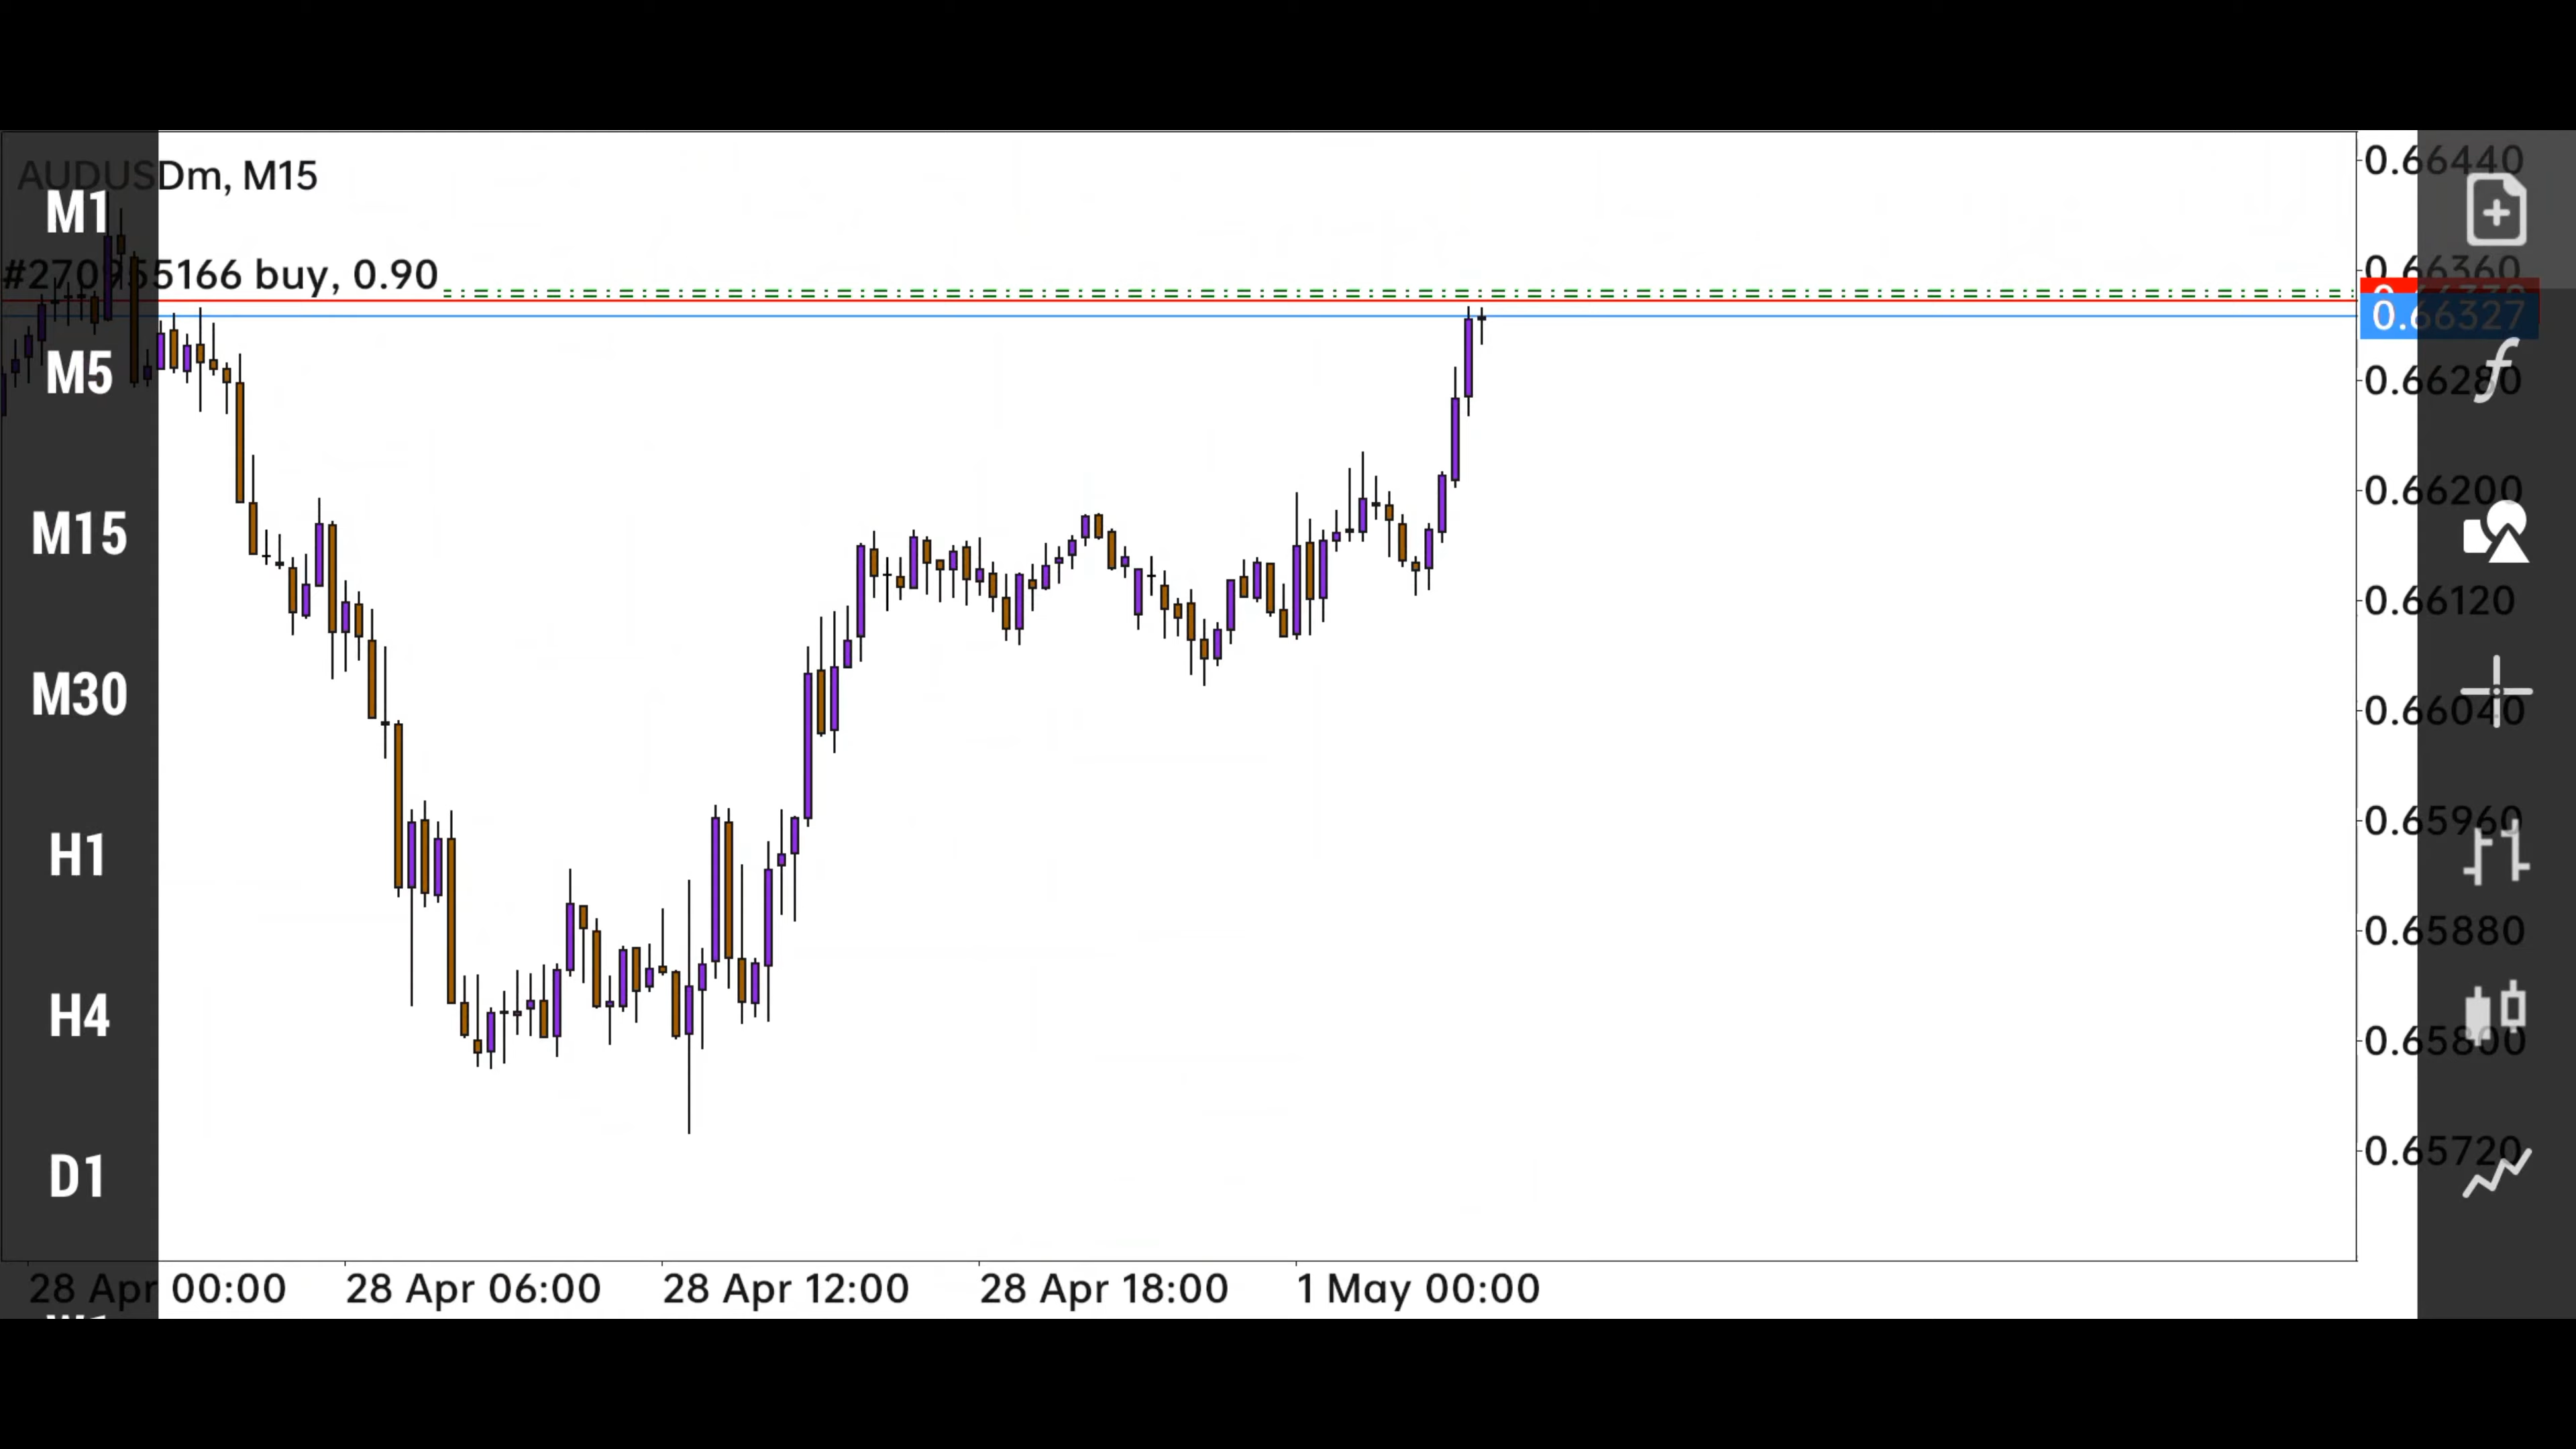 AUDUSDm, M15
#270955166 buy, 0.90
M1
M5
M15
M30
H1
H4
D1
0.66440
0.66360
0.66327
0.66280
0.66200
0.66120
0.66040
0.65960
0.65880
0.65800
0.65720
28 Apr 00:00
28 Apr 06:00
28 Apr 12:00
28 Apr 18:00
1 May 00:00